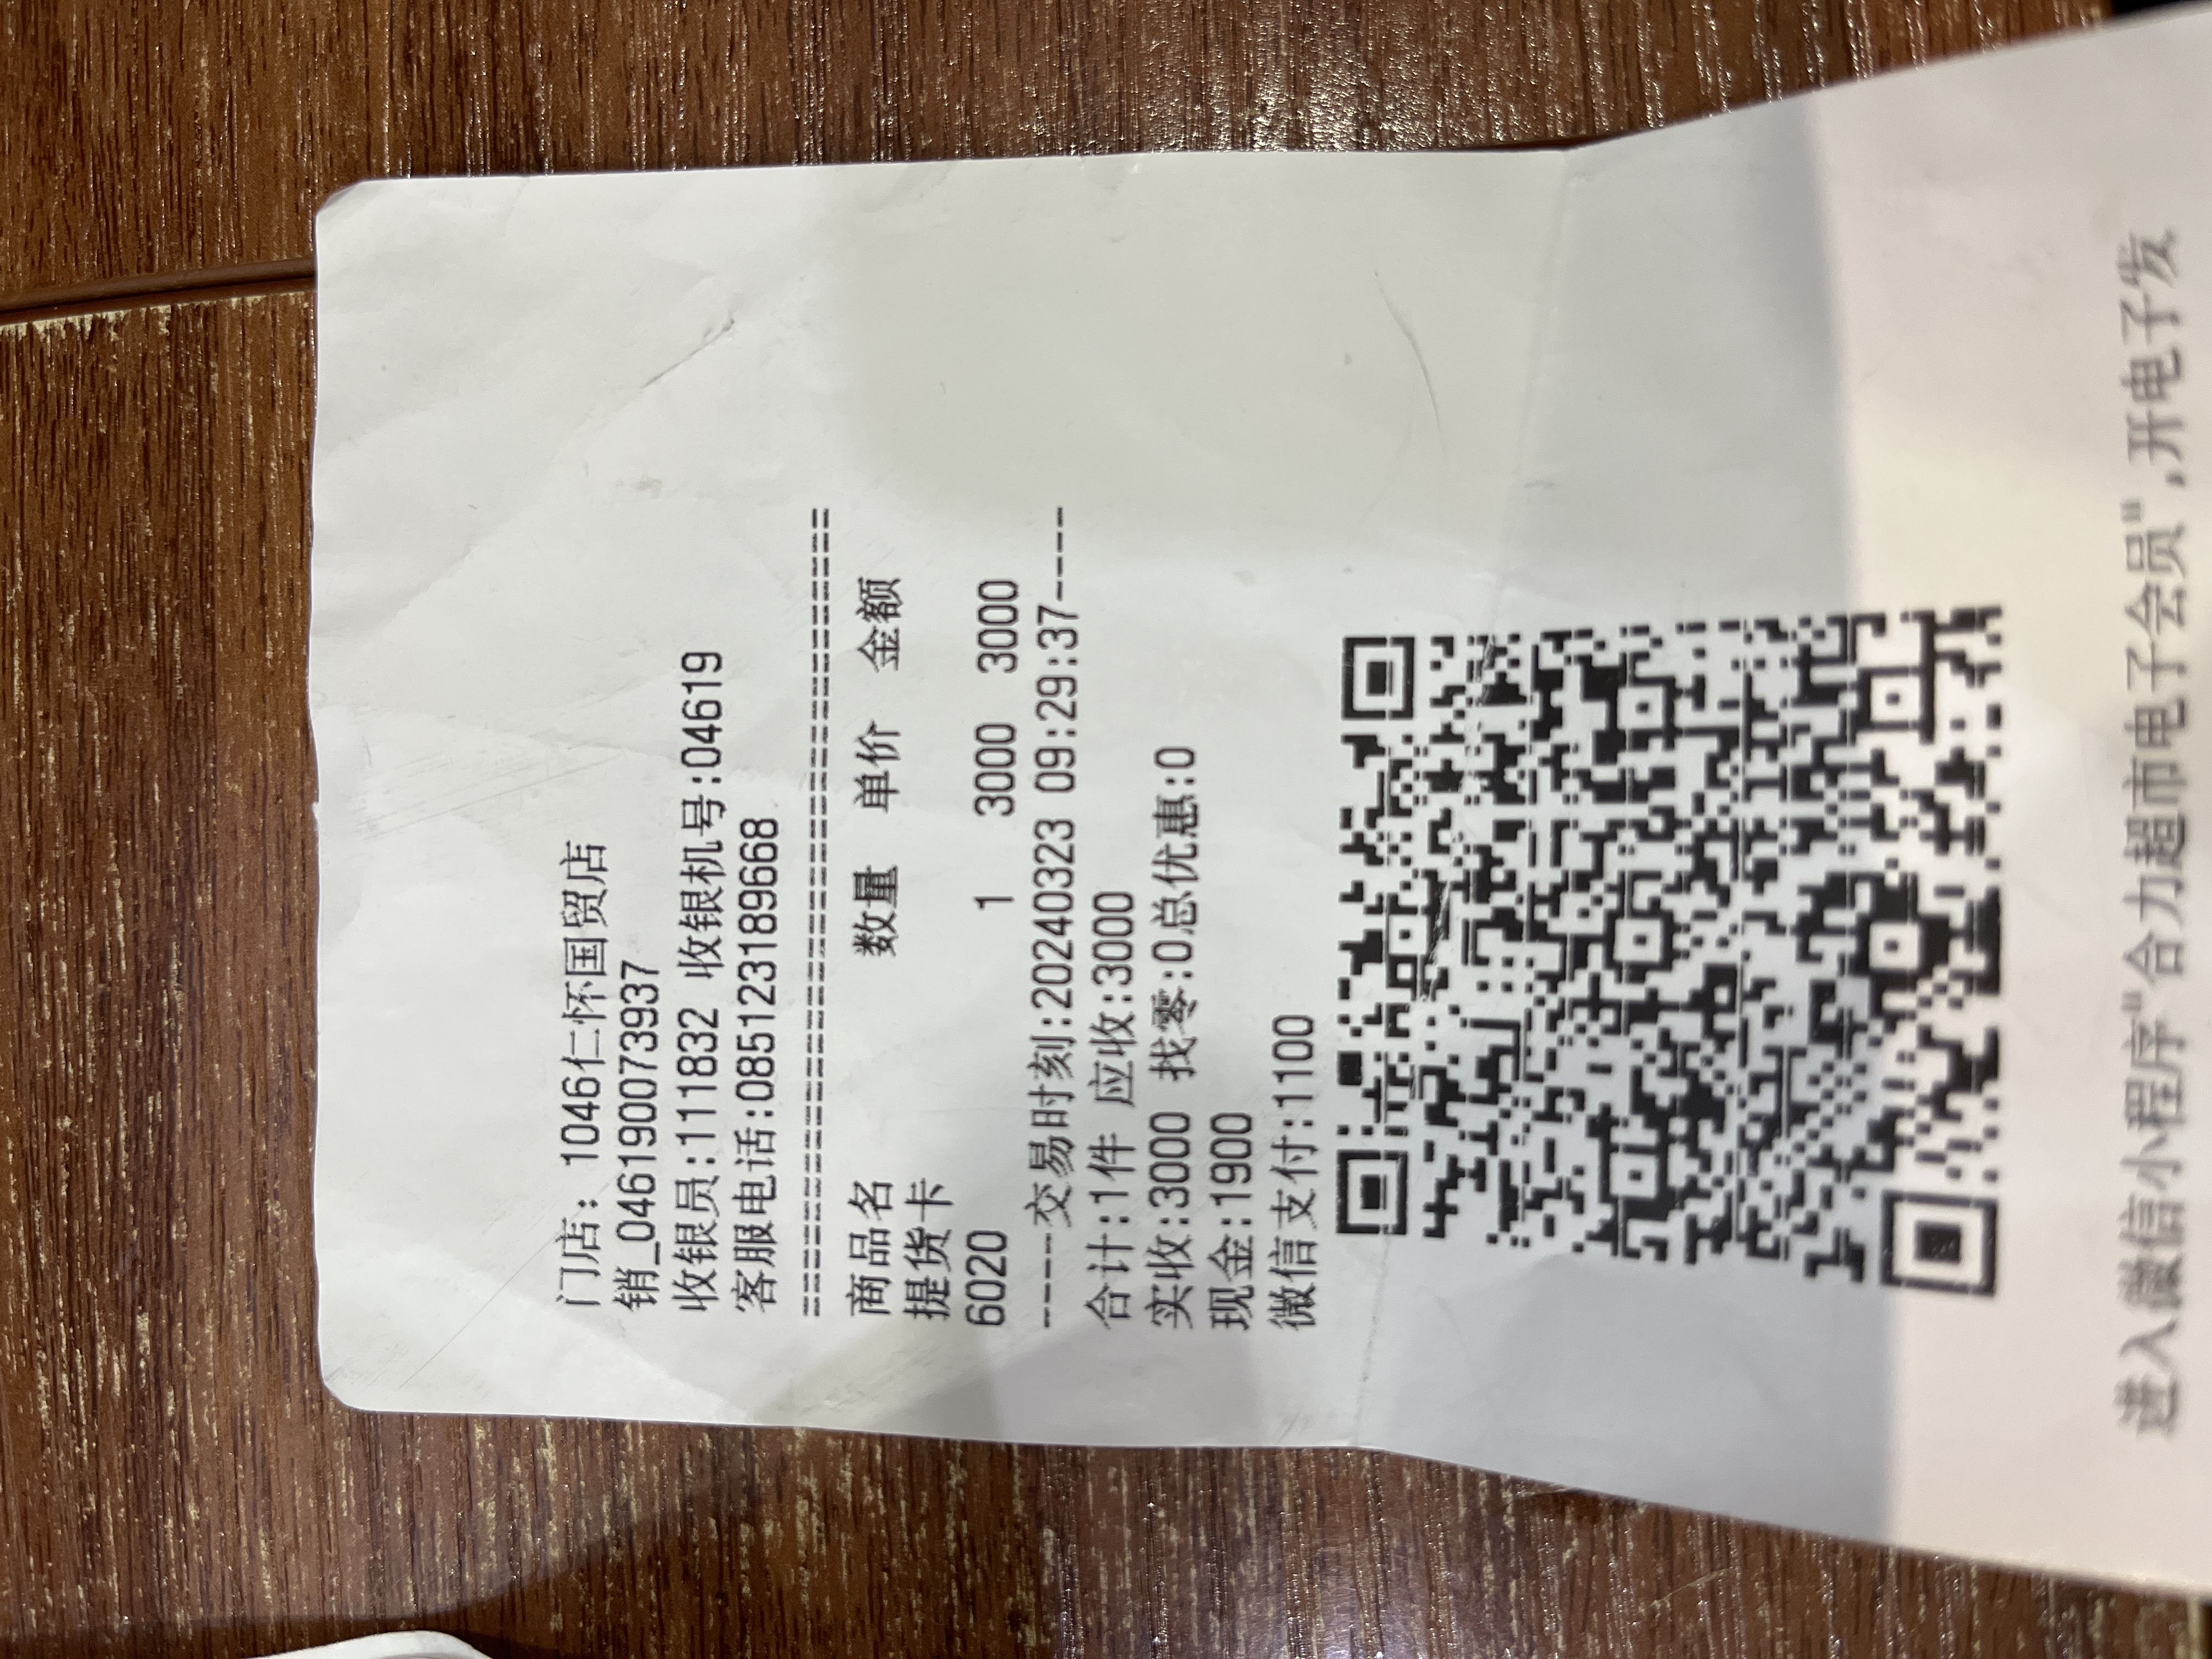 门店: 1046仁怀国贸店
销_0461900739937
收银员:111832 收银机号:04619
客服电话:085123189668
==========================================
商品名 数量 单价 金额
提货卡
6020 1 3000 3000
----交易时刻:20240323 09:29:37----
合计:1件 应收:3000
实收:3000 找零:0总优惠:0
现金:1900
微信支付:1100
进入微信小程序"合力超市电子会员",开电子发